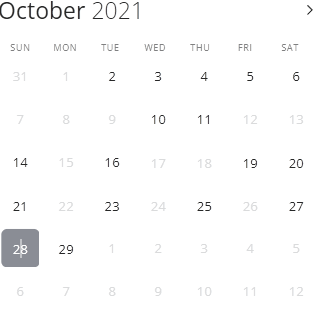 October 2021
SUN MON TUE WED THU FRI SAT
31 1 2 3 4 5 6
7 8 9 10 11 12 13
14 15 16 17 18 19 20
21 22 23 24 25 26 27
28 29 1 2 3 4 5
6 7 8 9 10 11 12